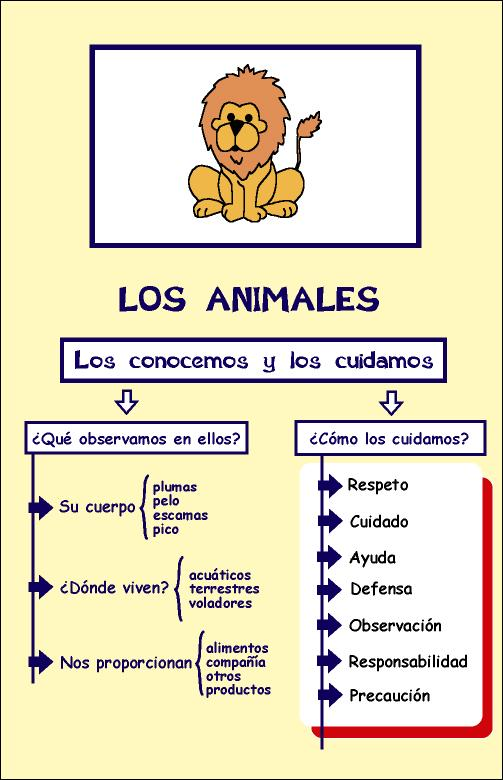 LOS ANIMALES
Los conocemos y los cuidamos
¿Qué observamos en ellos?
Su cuerpo
plumas
pelo
escamas
pico
¿Dónde viven?
acuáticos
terrestres
voladores
Nos proporcionan
alimentos
compañía
otros
productos
¿Cómo los cuidamos?
Respeto
Cuidado
Ayuda
Defensa
Observación
Responsabilidad
Precaución